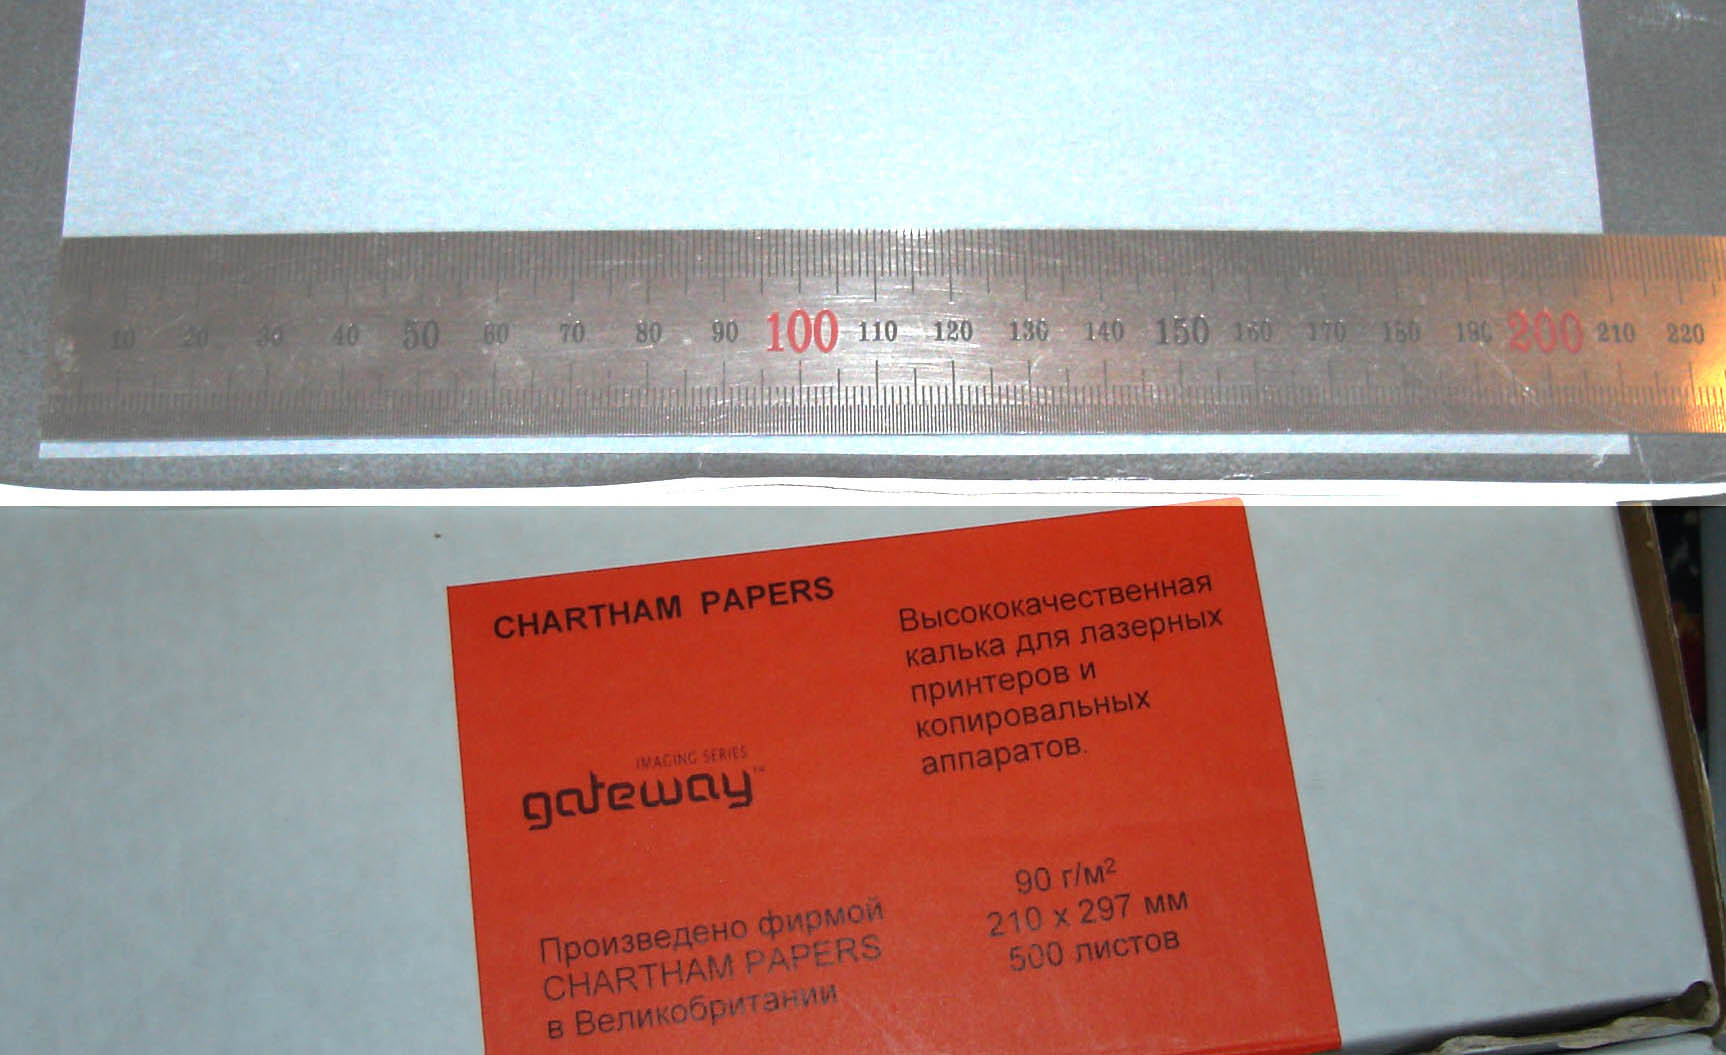 10 20 30 40 50 60 70 80 90 100 110 120 130 140 150 160 170 180 190 200 210 220
CHARTHAM PAPERS
Высококачественная
калька для лазерных
принтеров и
копировальных
аппаратов.
IMAGING SERIES
gateway™
90 г/м²
210 x 297 мм
500 листов
Произведено фирмой
CHARTHAM PAPERS
в Великобритании